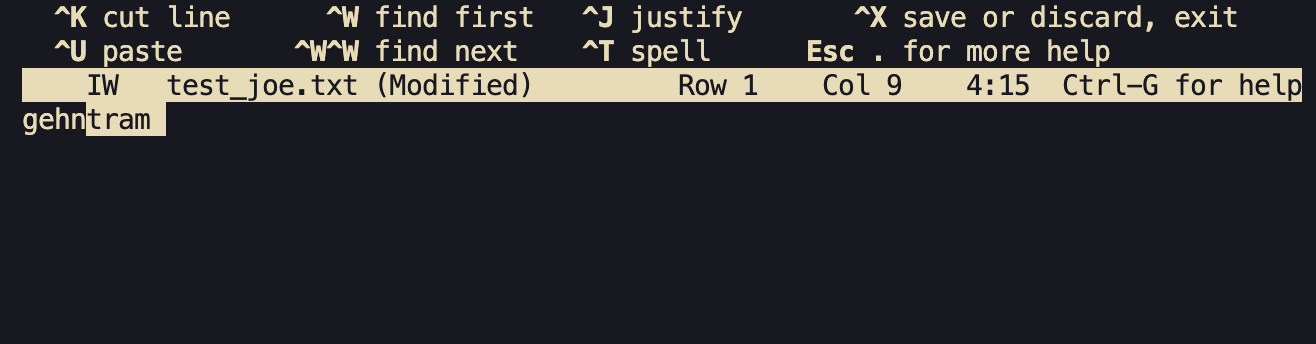 ^K cut line ^W find first ^J justify ^X save or discard, exit
^U paste ^W^W find next ^T spell Esc . for more help
IW test_joe.txt (Modified) Row 1 Col 9 4:15 Ctrl-G for help
gehntram